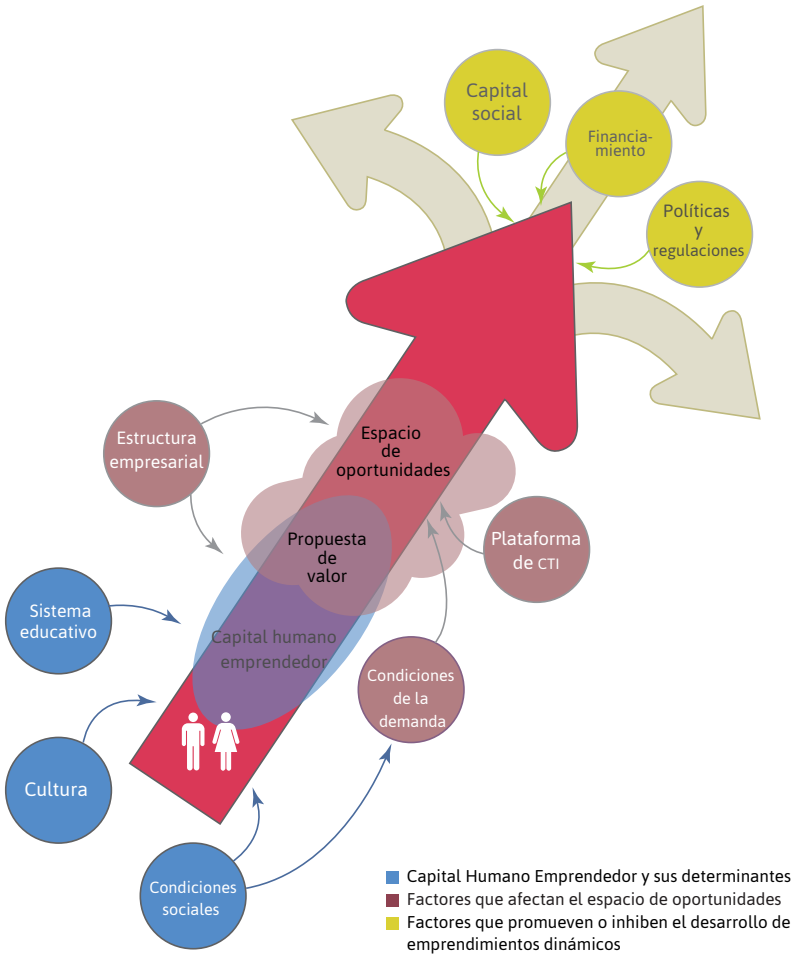 Capital
social
Financia-
miento
Políticas
y
regulaciones
Estructura
empresarial
Espacio
de
oportunidades
Propuesta
de
valor
Plataforma
de CTI
Sistema
educativo
Capital humano
emprendedor
Condiciones
de la
demanda
Cultura
Condiciones
sociales
Capital Humano Emprendedor y sus determinantes
Factores que afectan el espacio de oportunidades
Factores que promueven o inhiben el desarrollo de
emprendimientos dinámicos